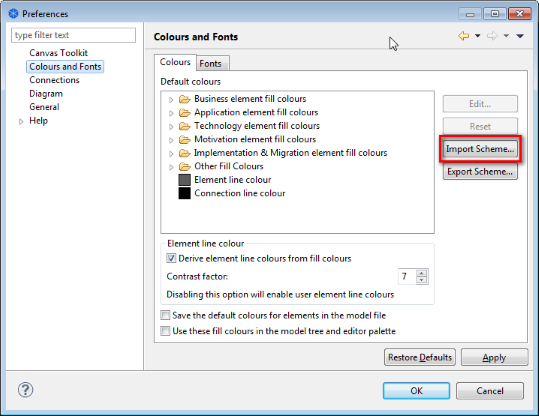 Preferences
type filter text
Canvas Toolkit
Colours and Fonts
Connections
Diagram
General
Help
Colours and Fonts
Colours
Fonts
Default colours
Business element fill colours
Application element fill colours
Technology element fill colours
Motivation element fill colours
Implementation & Migration element fill colours
Other Fill Colours
Element line colour
Connection line colour
Edit...
Reset
Import Scheme...
Export Scheme...
Element line colour
Derive element line colours from fill colours
Contrast factor:
7
Disabling this option will enable user element line colours
Save the default colours for elements in the model file
Use these fill colours in the model tree and editor palette
Restore Defaults
Apply
?
OK
Cancel